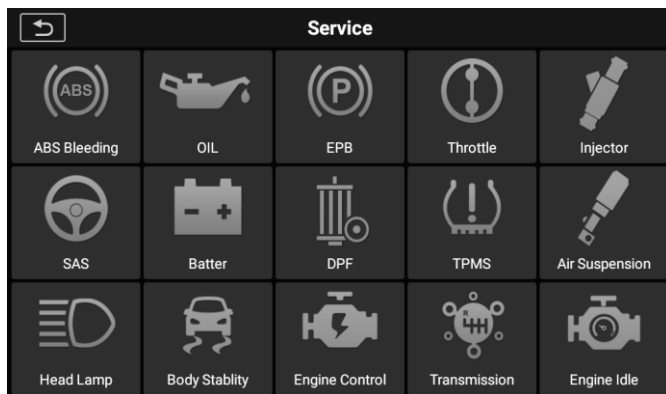 Service
ABS
P
ABS Bleeding
OIL
EPB
Throttle
Injector
SAS
Batter
DPF
TPMS
Air Suspension
R
Head Lamp
Body Stablity
Engine Control
Transmission
Engine Idle